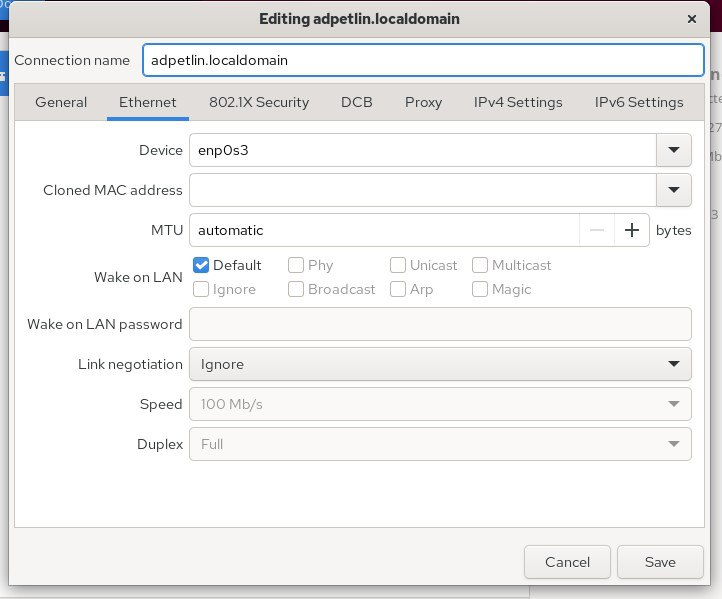 Editing adpetlin.localdomain
Connection name adpetlin.localdomain
General Ethernet 802.1X Security DCB Proxy IPv4 Settings IPv6 Settings
Device enp0s3
Cloned MAC address
MTU automatic bytes
Wake on LAN
Default Phy Unicast Multicast
Ignore Broadcast Arp Magic
Wake on LAN password
Link negotiation Ignore
Speed 100 Mb/s
Duplex Full
Cancel Save